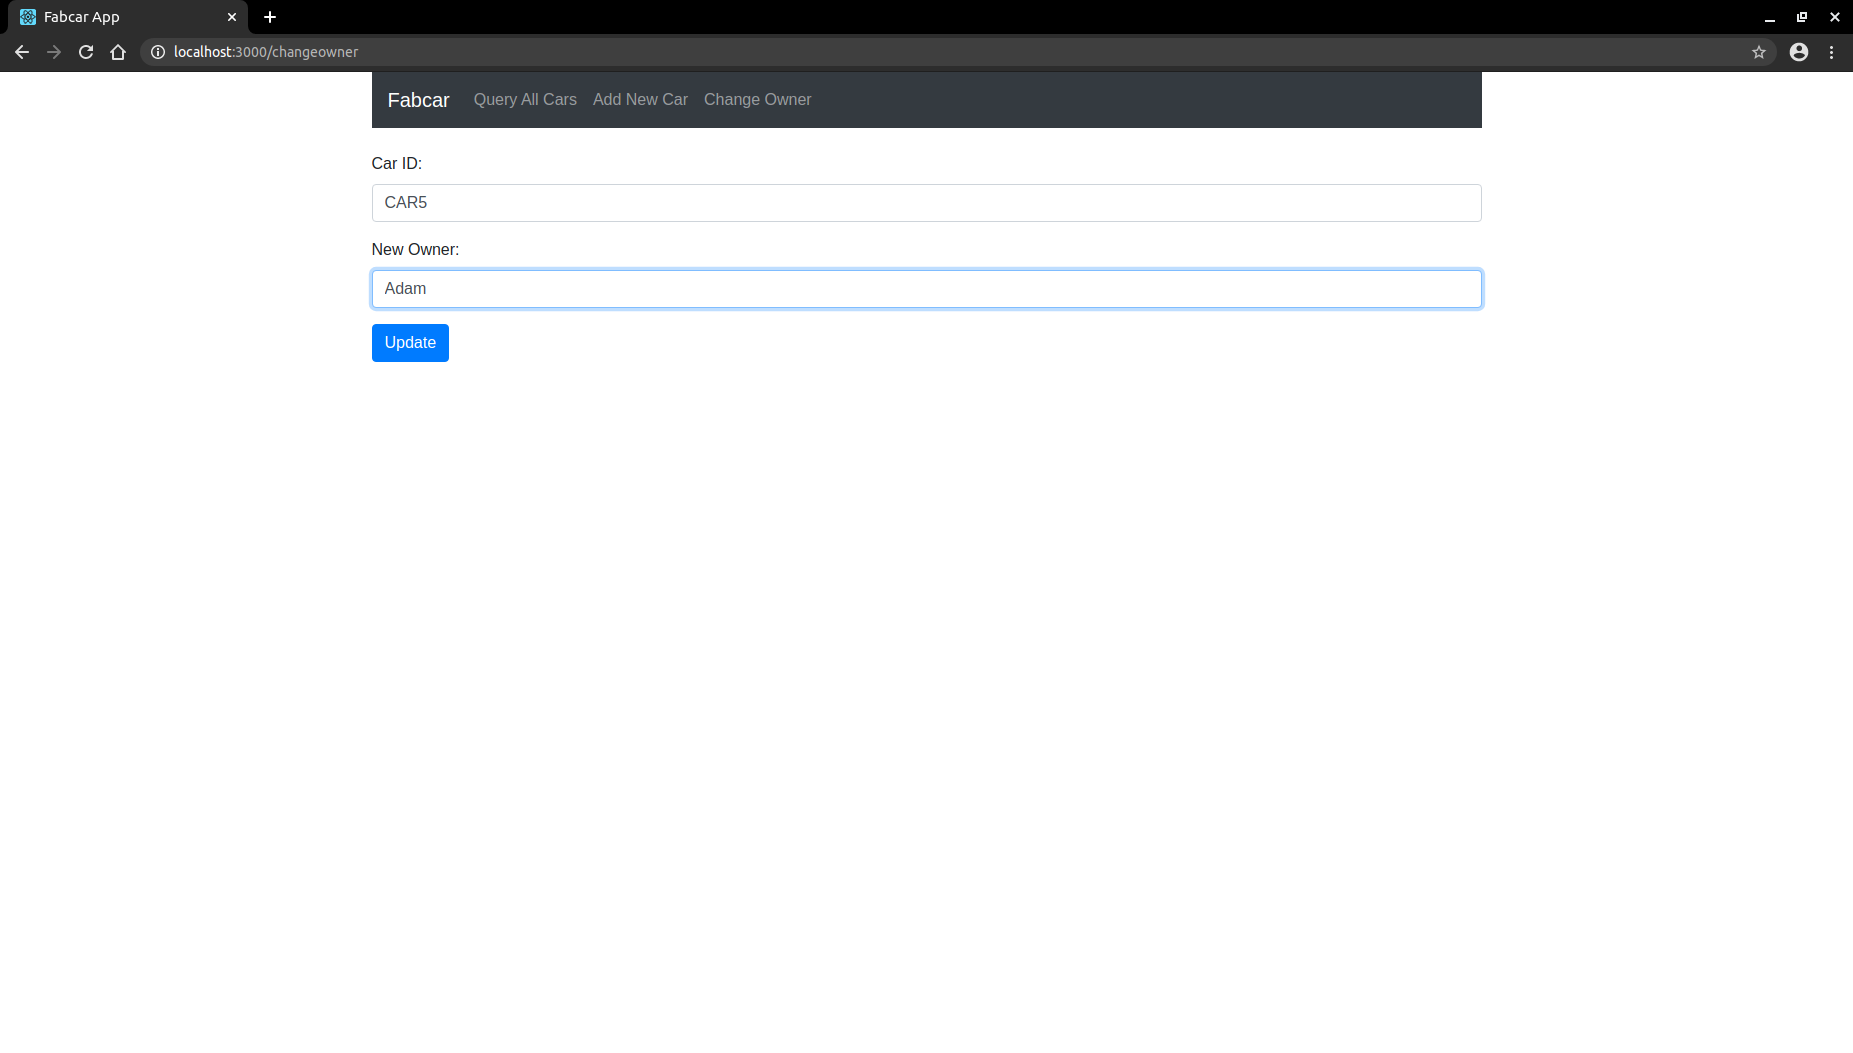 Fabcar App
localhost:3000/changeowner
Fabcar Query All Cars Add New Car Change Owner
Car ID:
CAR5
New Owner:
Adam
Update